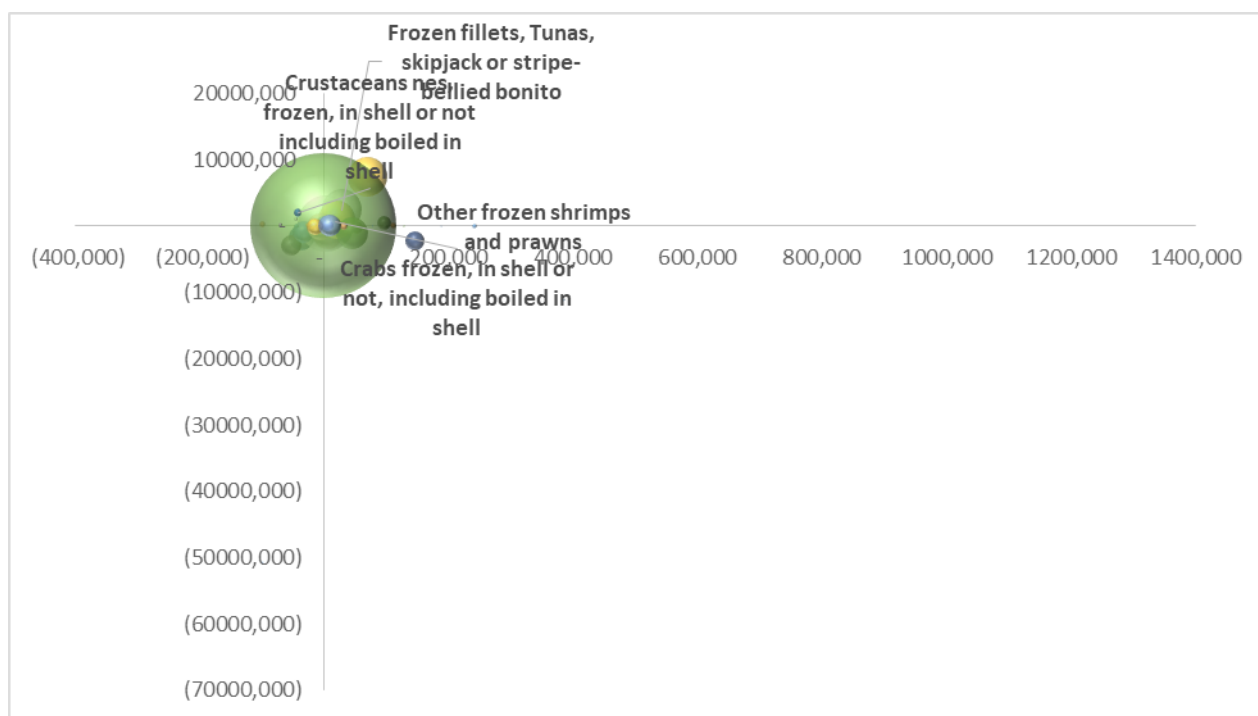 Frozen fillets, Tunas,
skipjack or stripe-
bellied bonito
Crustaceans nes,
frozen, in shell or not
including boiled in
shell
20000,000
10000,000
Other frozen shrimps
and prawns
Crabs frozen, in shell or
not, including boiled in
shell
(400,000) (200,000) - 200,000 400,000 600,000 800,000 1000,000 1200,000 1400,000
(10000,000)
(20000,000)
(30000,000)
(40000,000)
(50000,000)
(60000,000)
(70000,000)